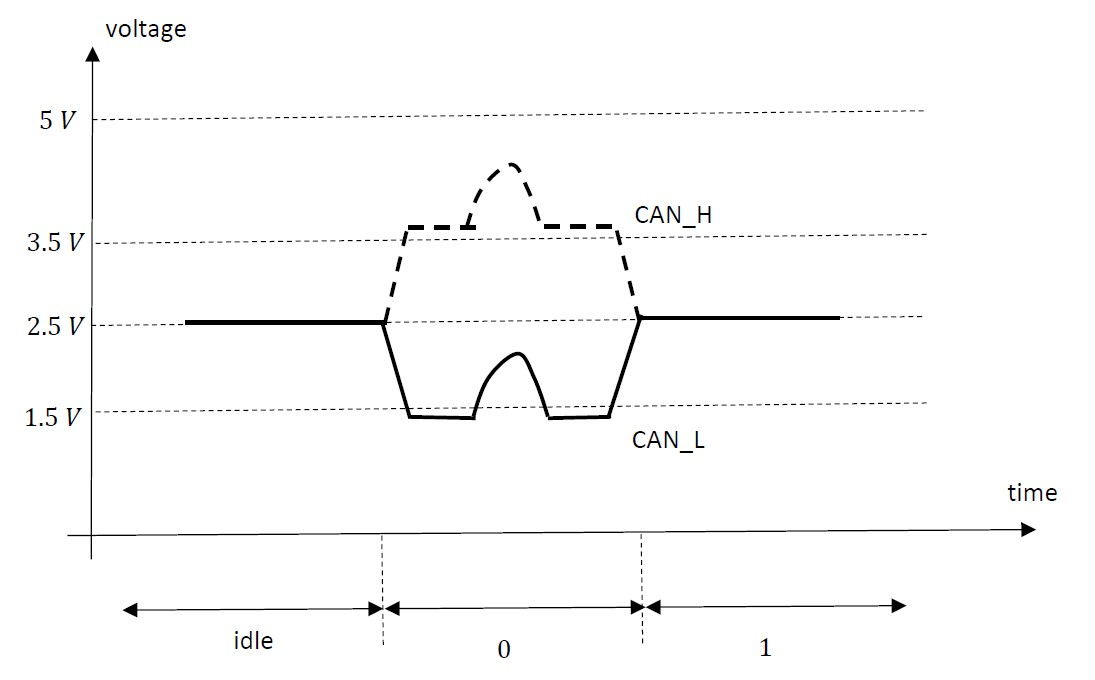 voltage
5 V
CAN_H
3.5 V
2.5 V
1.5 V
CAN_L
time
idle
0
1